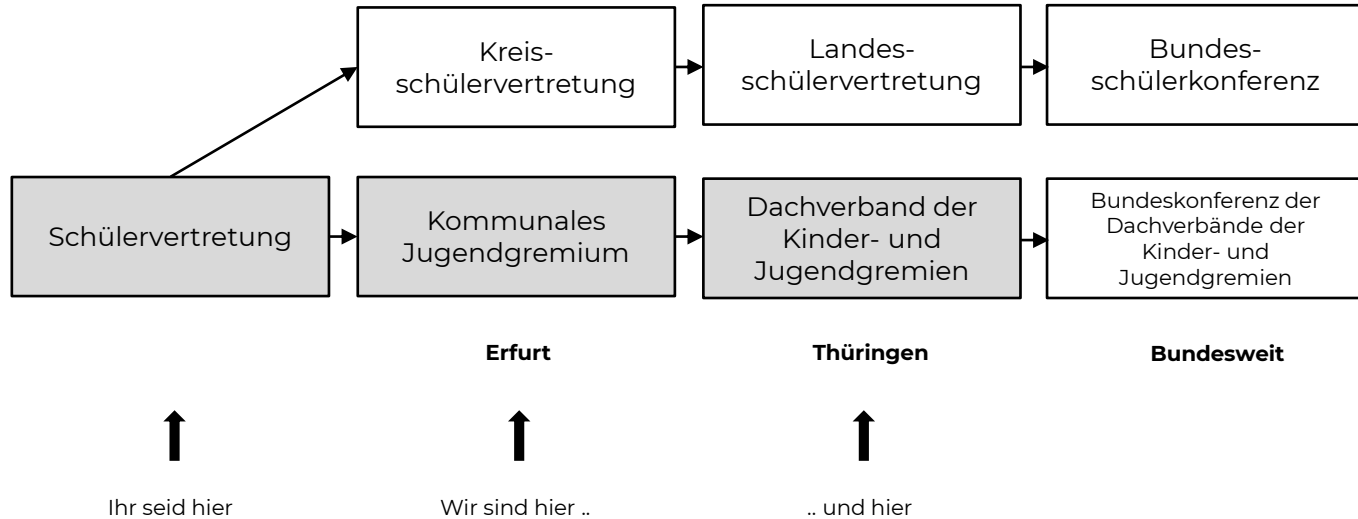 Kreis-
schülervertretung
Landes-
schülervertretung
Bundes-
schülerkonferenz
Schülervertretung
Kommunales
Jugendgremium
Dachverband der
Kinder- und
Jugendgremien
Bundeskonferenz der
Dachverbände der
Kinder- und
Jugendgremien
Erfurt
Thüringen
Bundesweit
Ihr seid hier
Wir sind hier ..
.. und hier